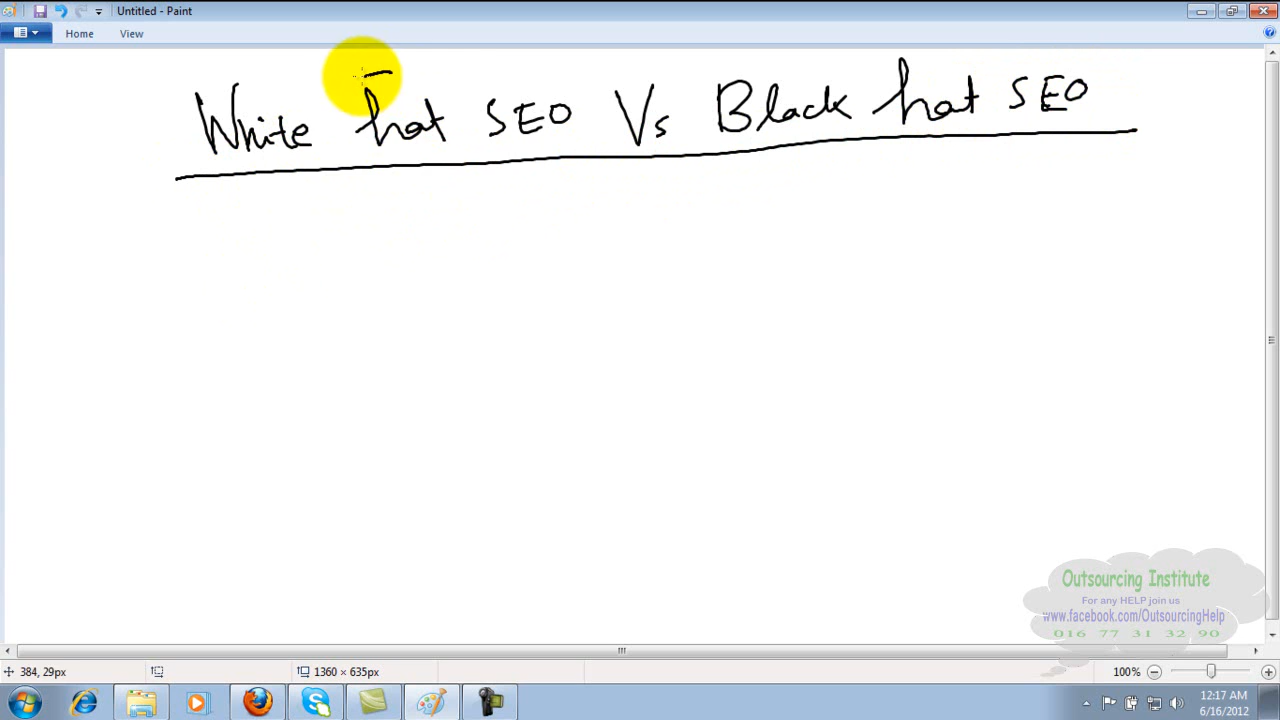 Untitled - Paint
Home View
White hat SEO Vs Black hat SEO
Outsourcing Institute
For any HELP join us
www.facebook.com/OutsourcingHelp
016 77 31 32 90
384, 29px
1360 × 635px
100%
12:17 AM
6/16/2012